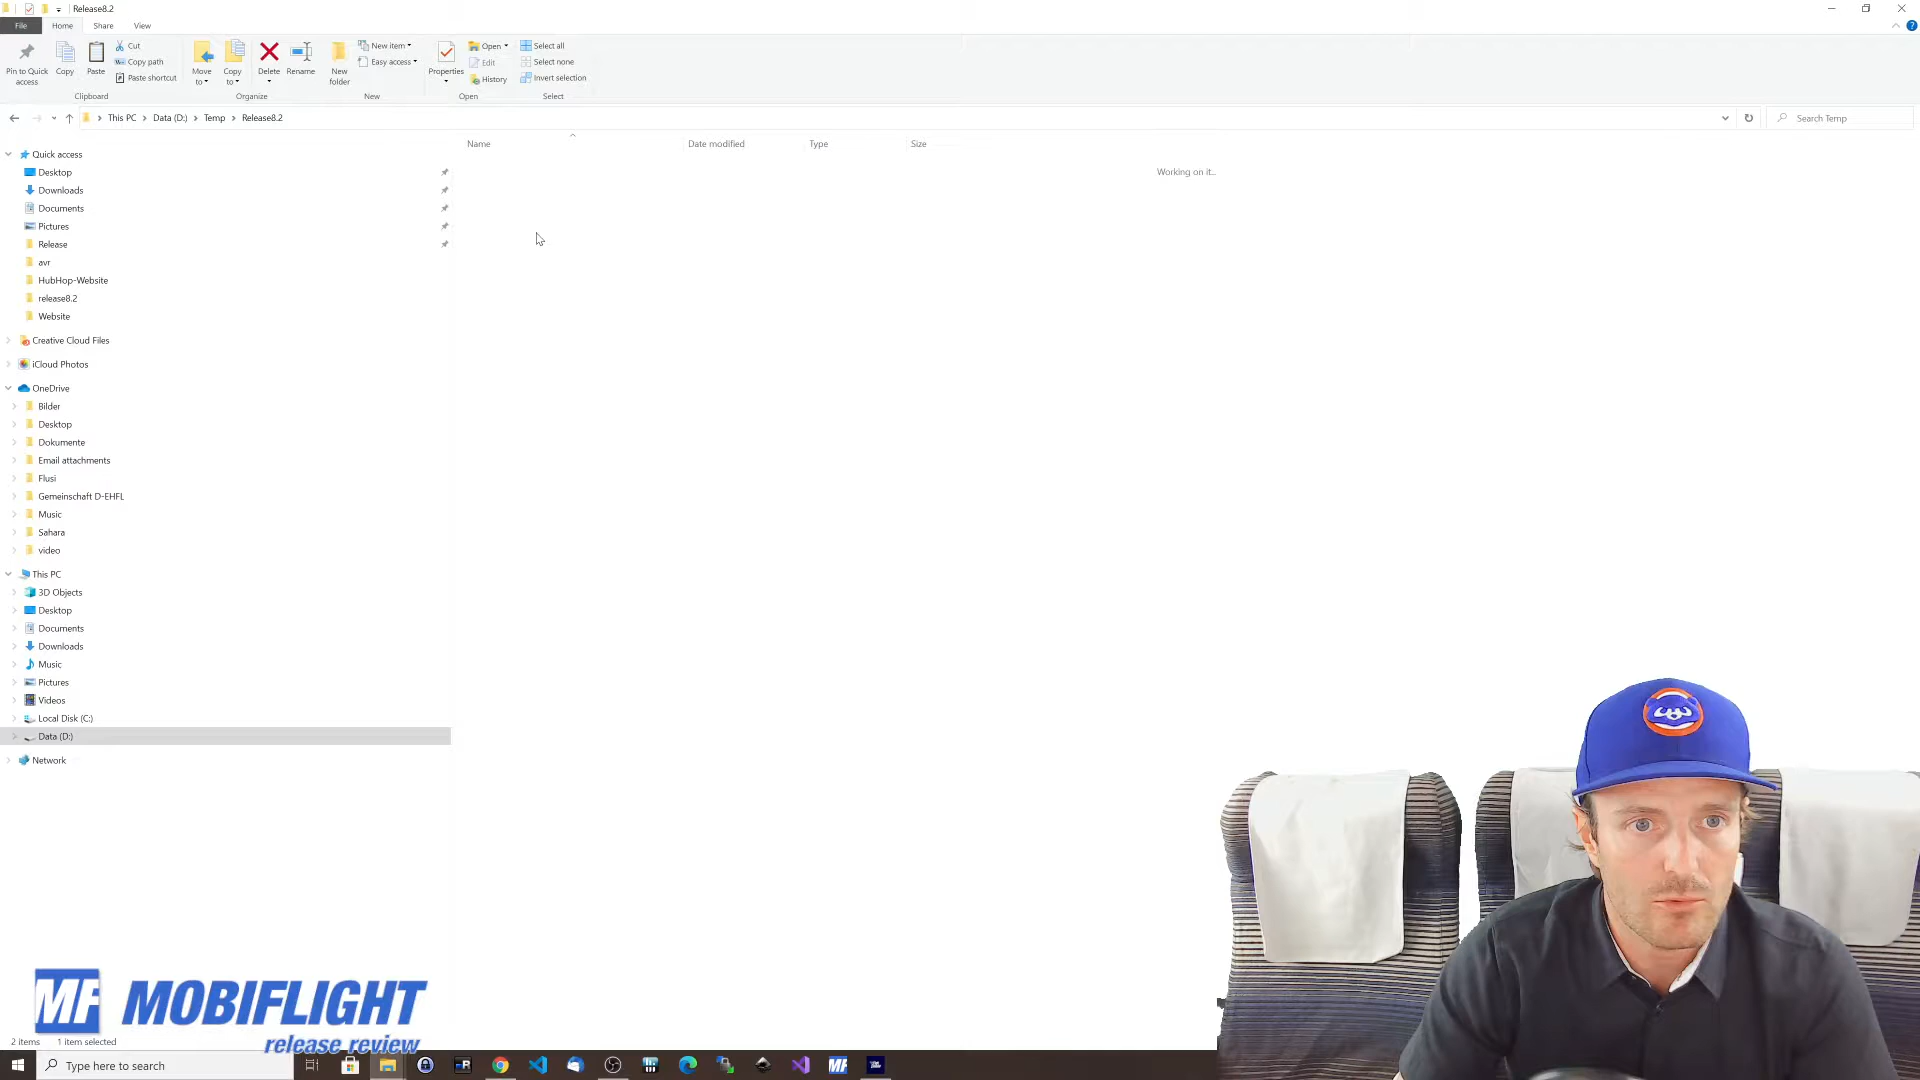 Release8.2
File Home Share View
Pin to Quick access
Copy
Paste
Cut
Copy path
Paste shortcut
Clipboard
Move to
Copy to
Delete
Rename
Organize
New folder
New item
Easy access
New
Properties
Open
Edit
History
Open
Select all
Select none
Invert selection
Select
This PC > Data (D:) > Temp > Release8.2
Search Temp
Name Date modified Type Size
Working on it...
Quick access
Desktop
Downloads
Documents
Pictures
Release
avr
HubHop-Website
release8.2
Website
Creative Cloud Files
iCloud Photos
OneDrive
Bilder
Desktop
Dokumente
Email attachments
Flusi
Gemeinschaft D-EHFL
Music
Sahara
video
This PC
3D Objects
Desktop
Documents
Downloads
Music
Pictures
Videos
Local Disk (C:)
Data (D:)
Network
MF MOBIFLIGHT
release review
2 items 1 item selected
Type here to search
MF